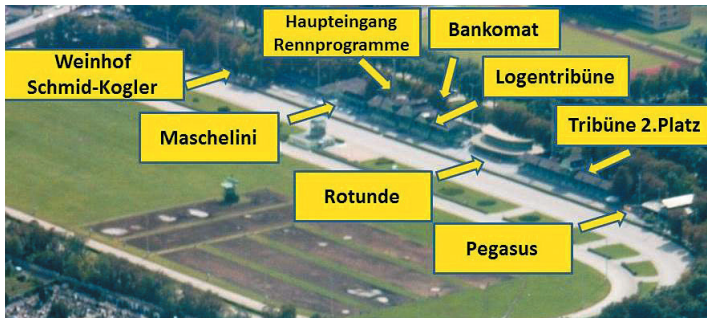 Haupteingang
Rennprogramme
Bankomat
Weinhof
Schmid-Kogler
Logentribüne
Maschelini
Tribüne 2.Platz
Rotunde
Pegasus